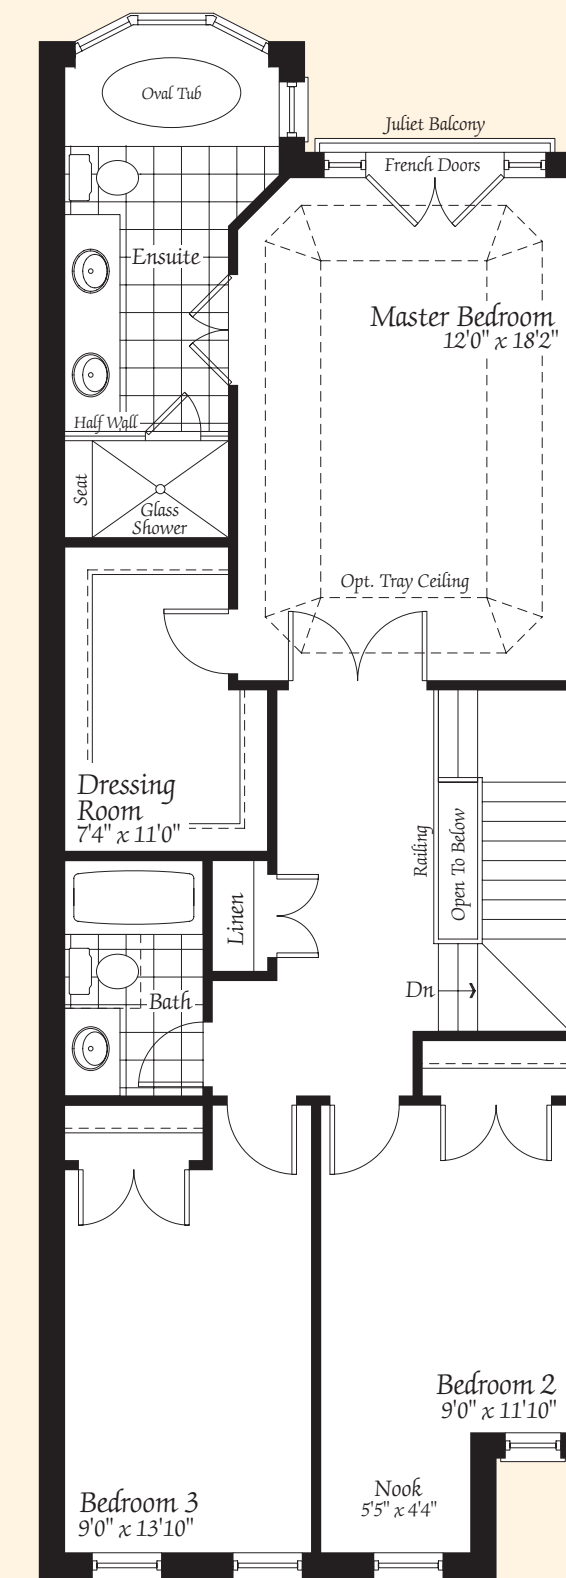 Oval Tub
Juliet Balcony
French Doors
Ensuite
Master Bedroom
12'0" x 18'2"
Half Wall
Seat
Glass
Shower
Opt. Tray Ceiling
Dressing
Room
7'4" x 11'0"
Railing
Open To Below
Linen
Dn
Bath
Bedroom 2
9'0" x 11'10"
Nook
5'5" x 4'4"
Bedroom 3
9'0" x 13'10"